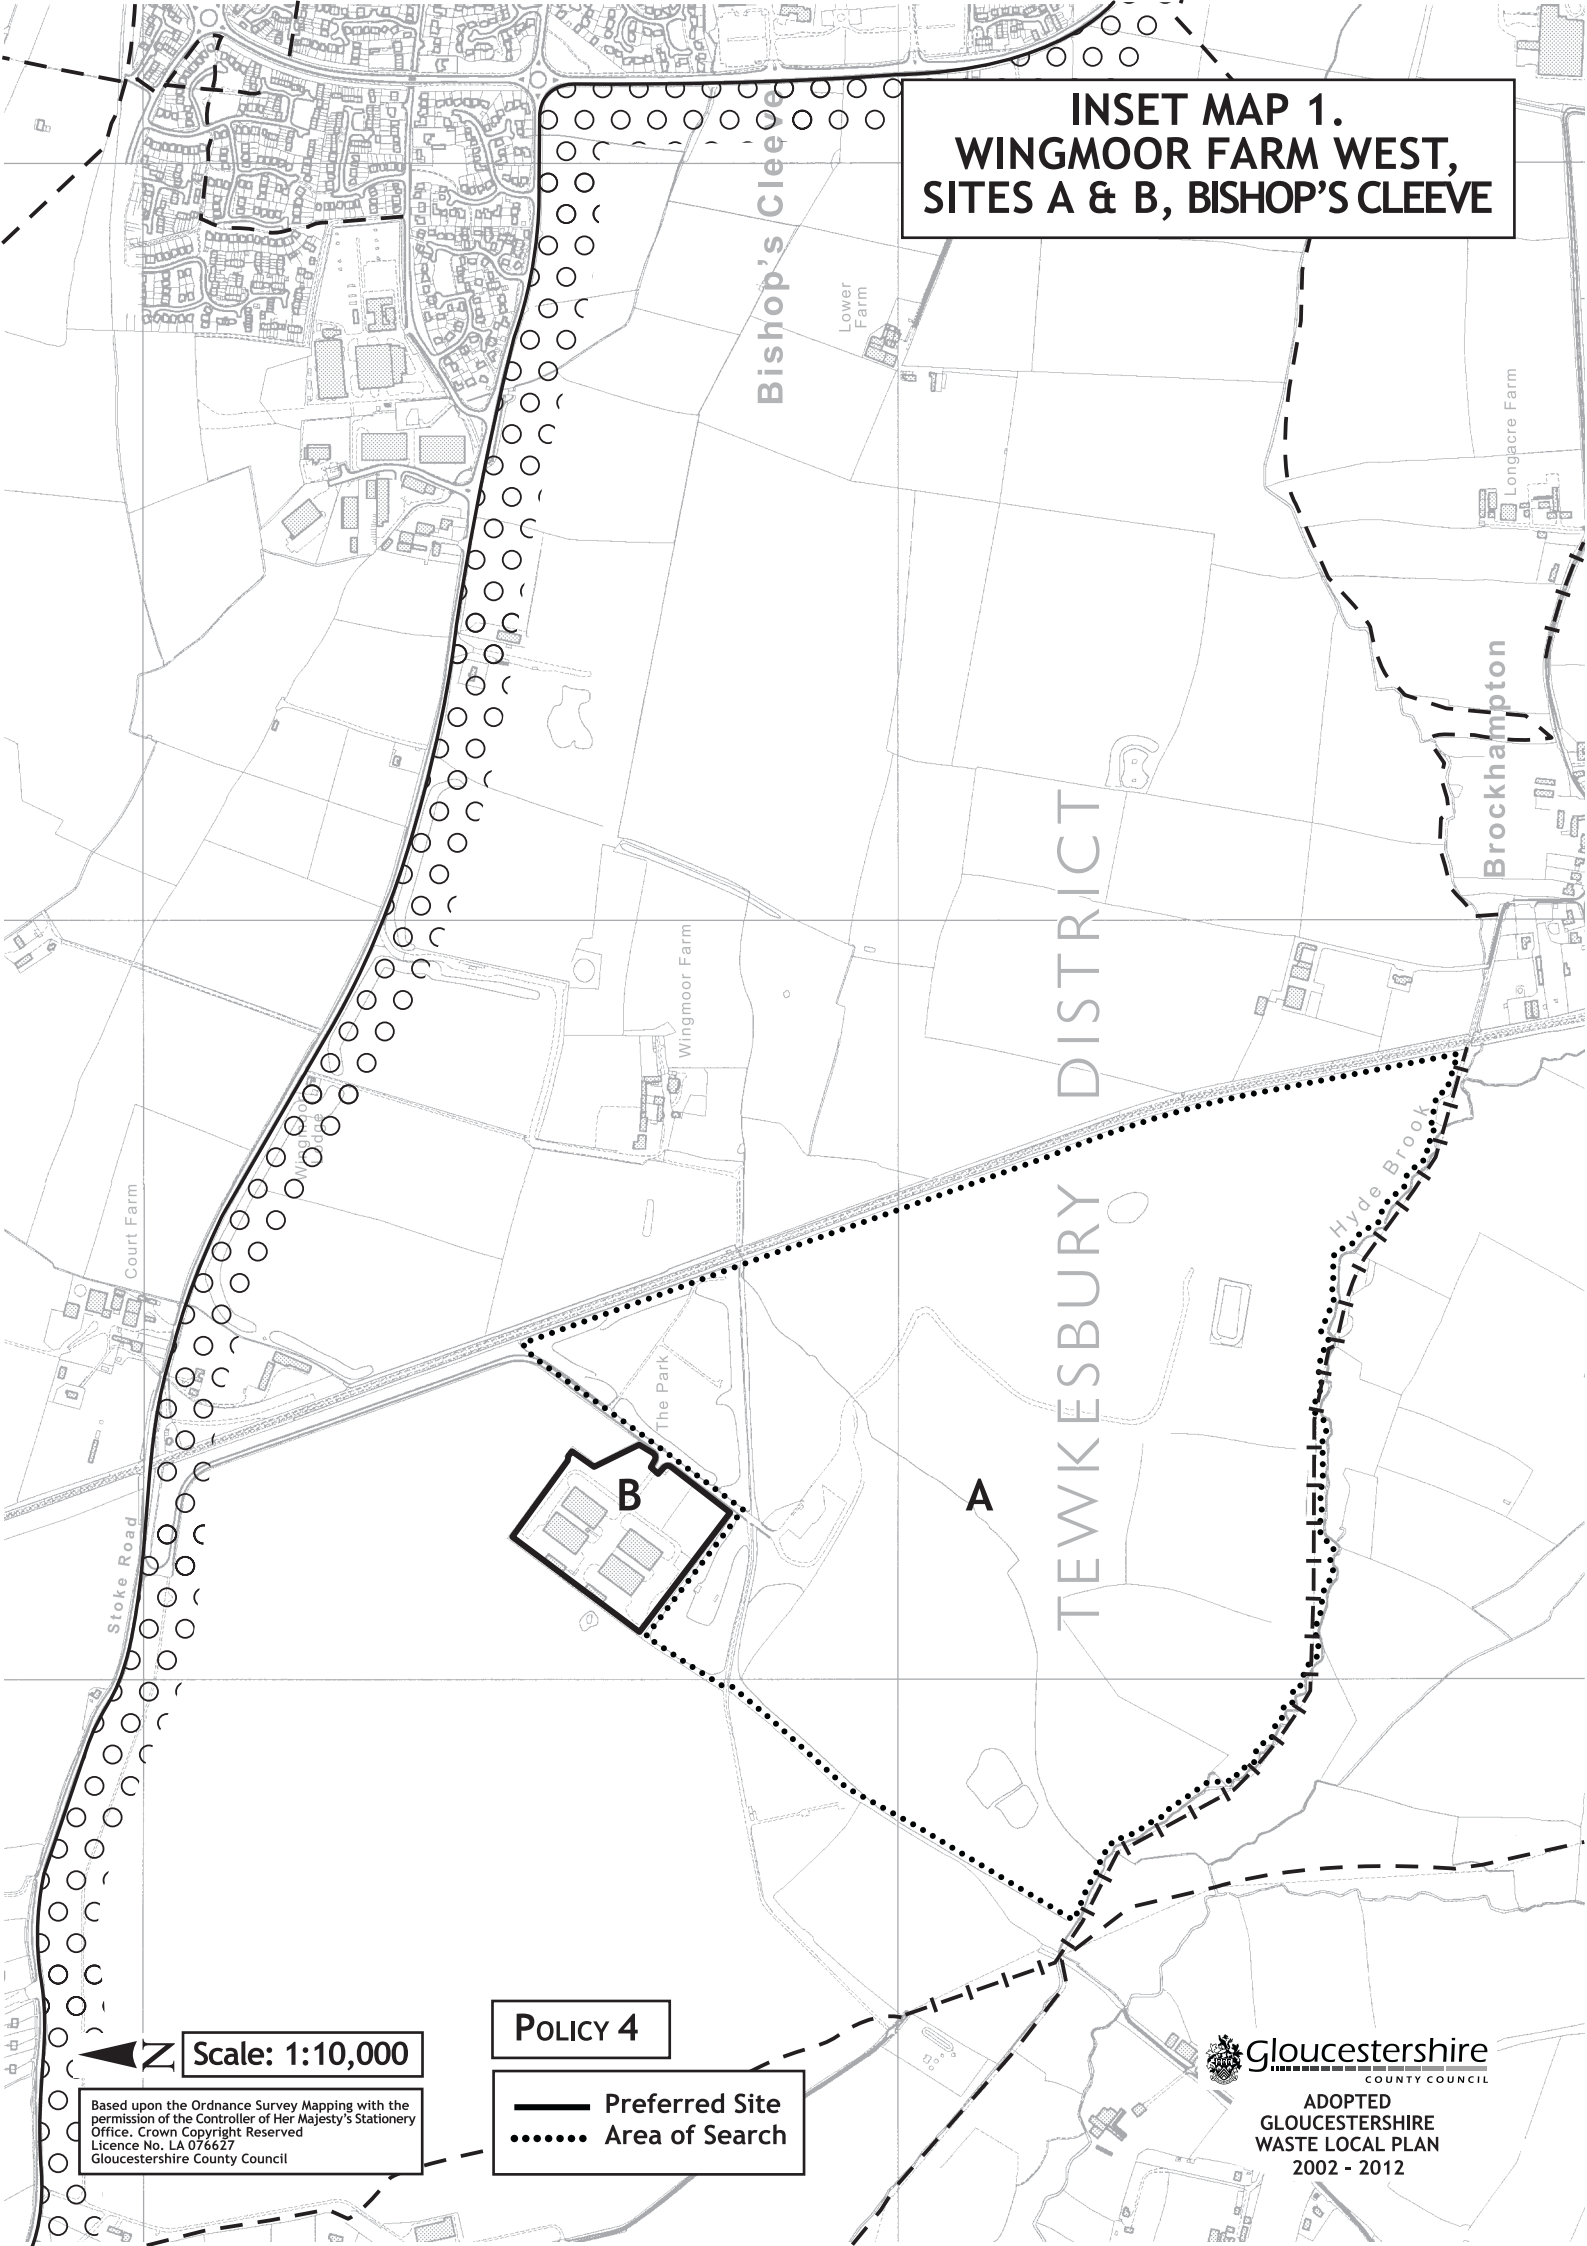 INSET MAP 1.
WINGMOOR FARM WEST,
SITES A & B, BISHOP'S CLEEVE
Bishop's Cleeve
Lower
Farm
Longacre Farm
Brockhampton
TEWKESBURY DISTRICT
Wingmoor Farm
Court Farm
Hyde Brook
The Park
B
A
Stoke Road
N
Scale: 1:10,000
Based upon the Ordnance Survey Mapping with the
permission of the Controller of Her Majesty's Stationery
Office. Crown Copyright Reserved
Licence No. LA 076627
Gloucestershire County Council
POLICY 4
Preferred Site
Area of Search
Gloucestershire
COUNTY COUNCIL
ADOPTED
GLOUCESTERSHIRE
WASTE LOCAL PLAN
2002 - 2012